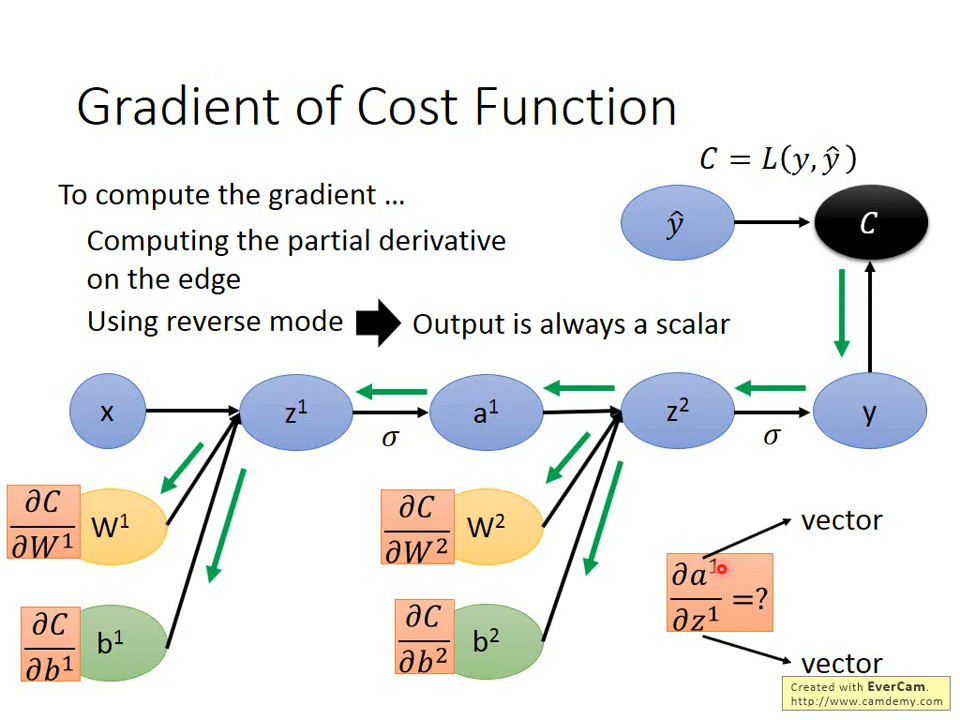 Gradient of Cost Function
C = L(y, ŷ)
To compute the gradient ...
Computing the partial derivative
on the edge
Using reverse mode
Output is always a scalar
ŷ
C
x
z¹
a¹
z²
y
σ
σ
∂C/∂W¹
W¹
∂C/∂W²
W²
vector
∂a¹/∂z¹ =?
∂C/∂b¹
b¹
∂C/∂b²
b²
vector
Created with EverCam.
http://www.camdemy.com